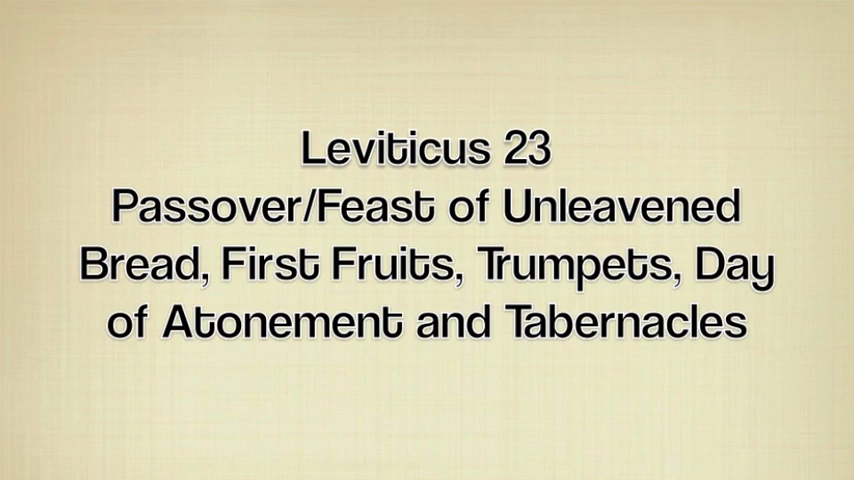 Leviticus 23
Passover/Feast of Unleavened
Bread, First Fruits, Trumpets, Day
of Atonement and Tabernacles